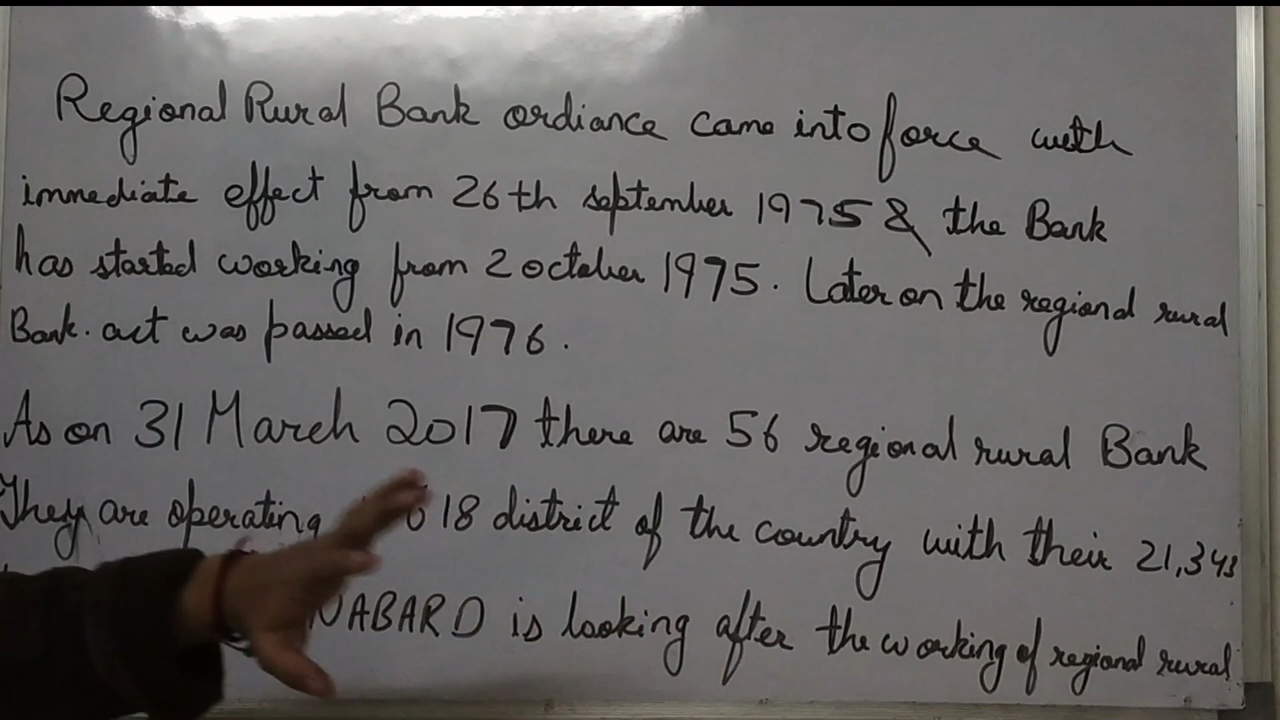 Regional Rural Bank ordiance came into force with
immediate effect from 26th september 1975 & the Bank
has started working from 2 october 1975. Later on the regional rural
Bank. act was passed in 1976.
As on 31 March 2017 there are 56 regional rural Bank
They are operating 18 district of the country with their 21,343
NABARD is looking after the working of regional rural